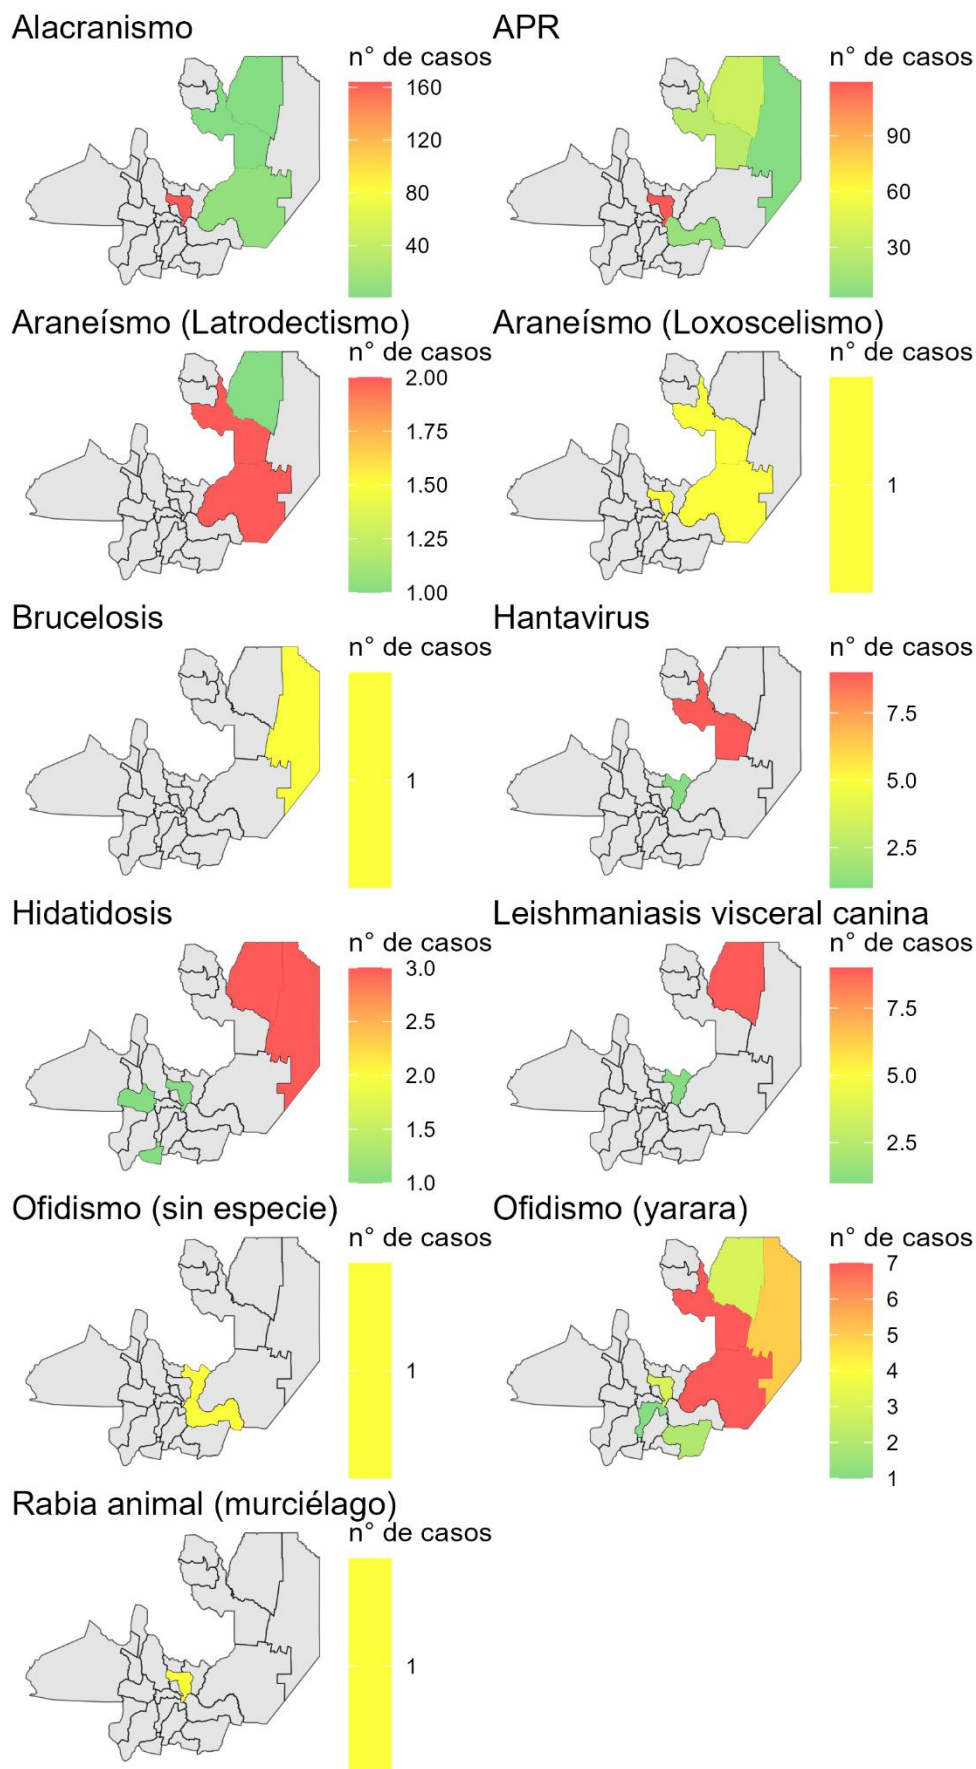 Alacranismo
n° de casos
160
120
80
40
APR
n° de casos
90
60
30
Araneísmo (Latrodectismo)
n° de casos
2.00
1.75
1.50
1.25
1.00
Araneísmo (Loxoscelismo)
n° de casos
1
Brucelosis
n° de casos
1
Hantavirus
n° de casos
7.5
5.0
2.5
Hidatidosis
n° de casos
3.0
2.5
2.0
1.5
1.0
Leishmaniasis visceral canina
n° de casos
7.5
5.0
2.5
Ofidismo (sin especie)
n° de casos
1
Ofidismo (yarara)
n° de casos
7
6
5
4
3
2
1
Rabia animal (murciélago)
n° de casos
1